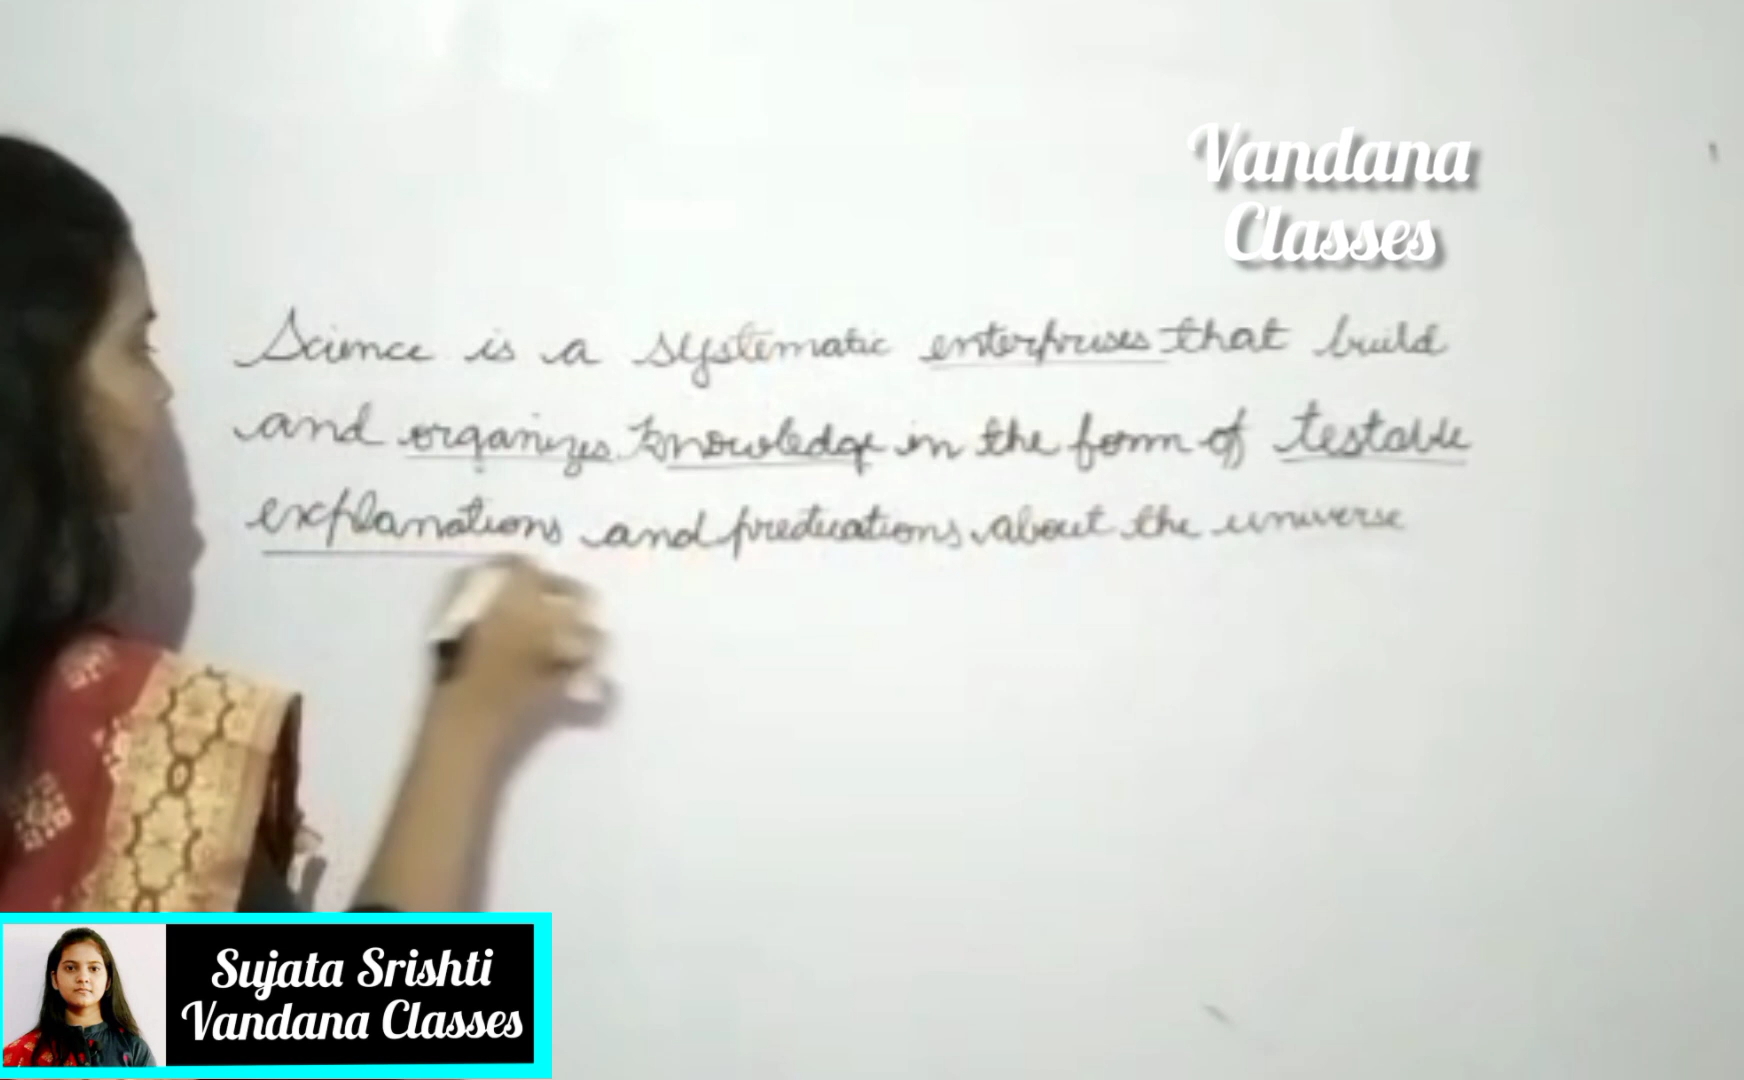 Vandana
Classes
Science is a systematic enterprises that build
and organizes knowledge in the form of testable
explanations and predications about the universe
Sujata Srishti
Vandana Classes